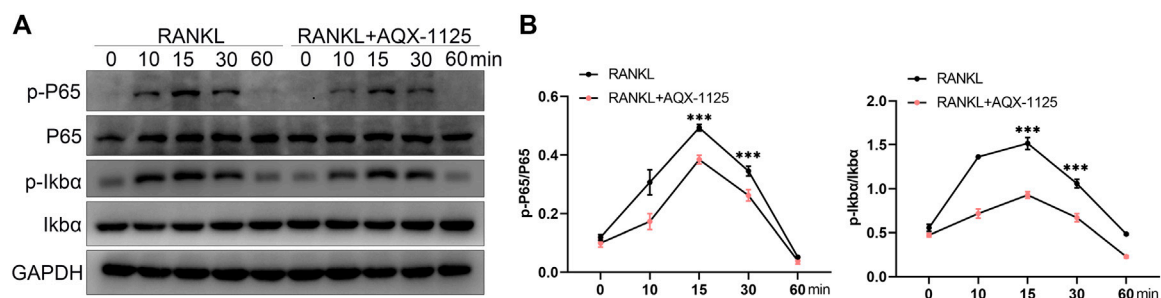 A
RANKL RANKL+AQX-1125
0 10 15 30 60 0 10 15 30 60 min
p-P65
P65
p-Ikbα
Ikbα
GAPDH
B
RANKL
RANKL+AQX-1125
p-P65/P65
0.6
0.4
0.2
0.0
***
***
0 10 15 30 60 min
RANKL
RANKL+AQX-1125
p-Ikbα/Ikbα
2.0
1.5
1.0
0.5
0.0
***
***
0 10 15 30 60 min